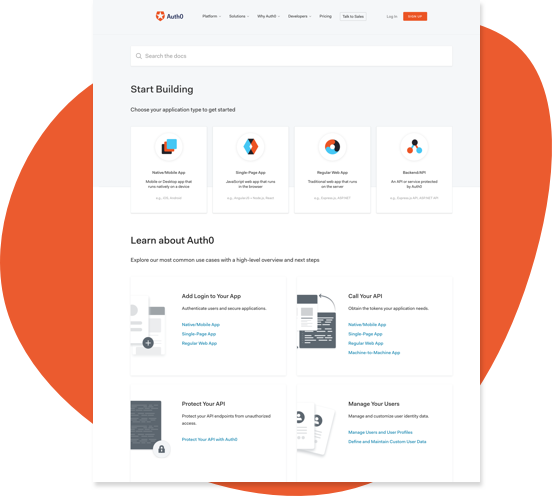 Auth0
Platform Solutions Why Auth0 Developers Pricing Talk to Sales Log In SIGN UP
Search the docs
Start Building
Choose your application type to get started
Native/Mobile App
Mobile or Desktop app that
runs natively on a device
e.g.: iOS, Android
Single-Page App
JavaScript web app that runs
in the browser
e.g.: AngularJS + Node.js, React
Regular Web App
Traditional web app that runs
on the server
e.g.: Express.js, ASP.NET
Backend/API
An API or service protected
by Auth0
e.g.: Express.js API, ASP.NET API
Learn about Auth0
Explore our most common use cases with a high-level overview and next steps
Add Login to Your App
Authenticate users and secure applications.
Native/Mobile App
Single-Page App
Regular Web App
Call Your API
Obtain the tokens your application needs.
Native/Mobile App
Single-Page App
Regular Web App
Machine-to-Machine App
Protect Your API
Protect your API endpoints from unauthorized
access.
Protect Your API with Auth0
Manage Your Users
Manage and customize user identity data.
Manage Users and User Profiles
Define and Maintain Custom User Data